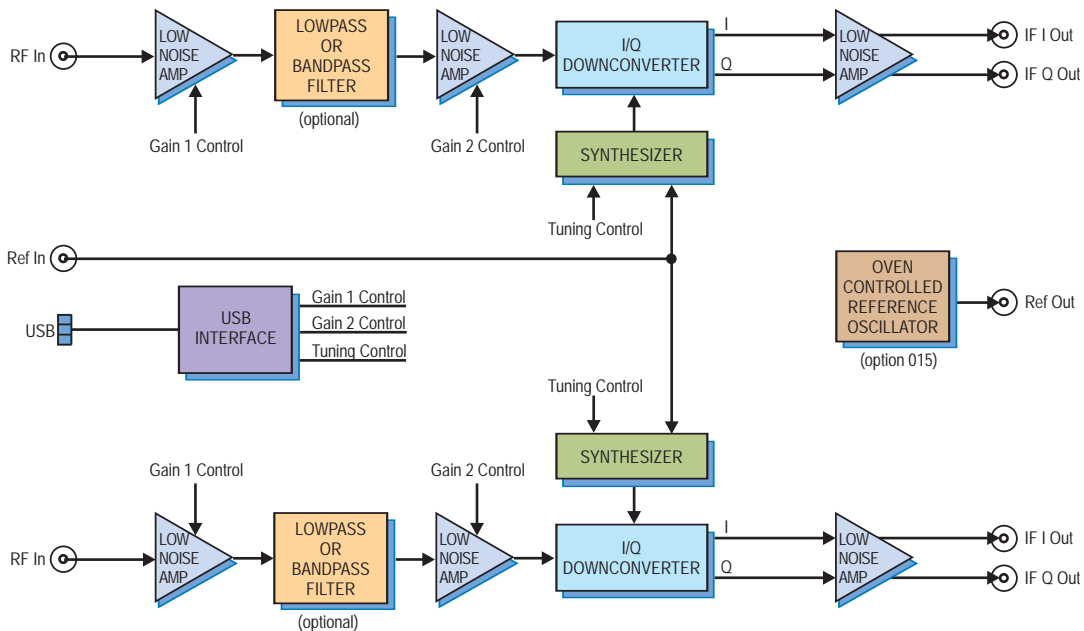 RF In
LOW
NOISE
AMP
LOWPASS
OR
BANDPASS
FILTER
(optional)
LOW
NOISE
AMP
I/Q
DOWNCONVERTER
I
Q
LOW
NOISE
AMP
IF I Out
IF Q Out
Gain 1 Control
Gain 2 Control
SYNTHESIZER
Tuning Control
Ref In
USB
USB
INTERFACE
Gain 1 Control
Gain 2 Control
Tuning Control
OVEN
CONTROLLED
REFERENCE
OSCILLATOR
(option 015)
Ref Out
Tuning Control
SYNTHESIZER
Gain 1 Control
Gain 2 Control
RF In
LOW
NOISE
AMP
LOWPASS
OR
BANDPASS
FILTER
(optional)
LOW
NOISE
AMP
I/Q
DOWNCONVERTER
I
Q
LOW
NOISE
AMP
IF I Out
IF Q Out